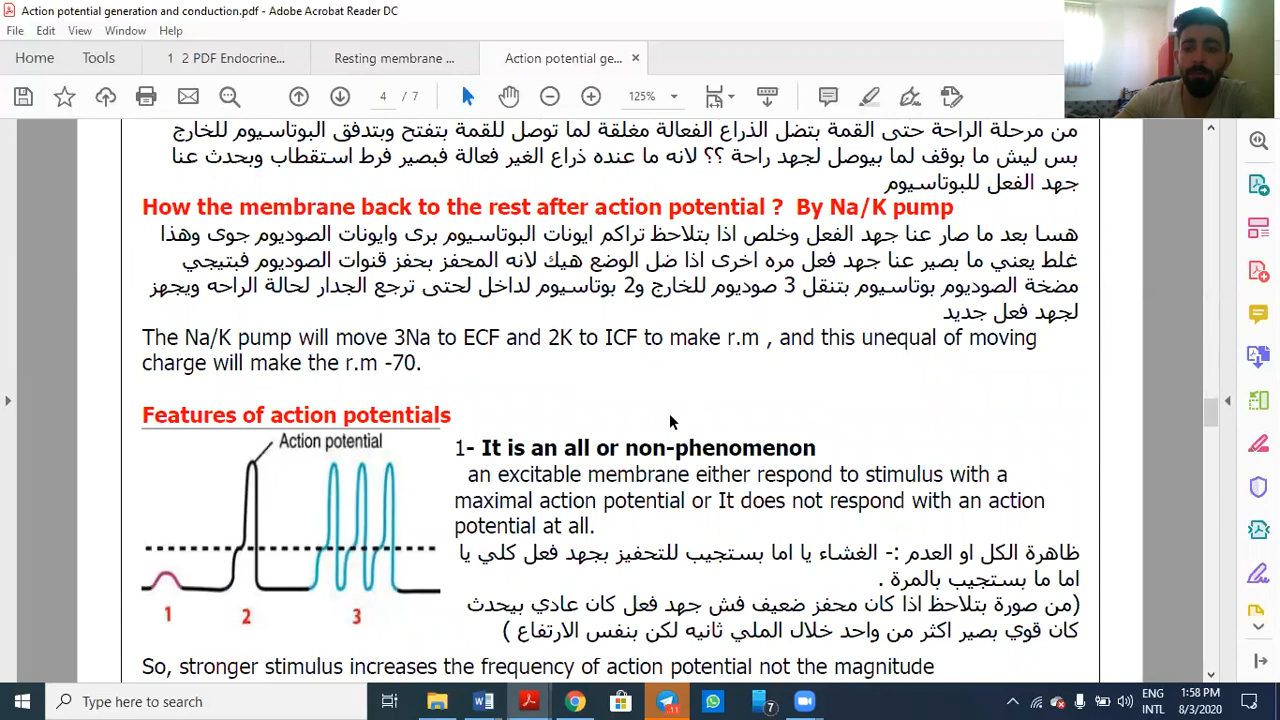 Action potential generation and conduction.pdf - Adobe Acrobat Reader DC
File Edit View Window Help
Home Tools 1 2 PDF Endocrine... Resting membrane ... Action potential ge... ×
4 / 7 125%
من مرحلة الراحة حتى القمة بتضل الذراع الفعالة مغلقة لما توصل للقمة بتفتح وبتدفق البوتاسيوم للخارج
بس ليش ما بوقف لما بيوصل لجهد راحة ؟؟ لانه ما عنده ذراع الغير فعالة فبصير فرط استقطاب وبحدث عنا
جهد الفعل للبوتاسيوم
How the membrane back to the rest after action potential ? By Na/K pump
هسا بعد ما صار عنا جهد الفعل وخلص اذا بتلاحظ تراكم ايونات البوتاسيوم برى وايونات الصوديوم جوى وهذا
غلط يعني ما بصير عنا جهد فعل مره اخرى اذا ضل الوضع هيك لانه المحفز بحفز قنوات الصوديوم فبتيجي
مضخة الصوديوم بوتاسيوم بتنقل 3 صوديوم للخارج و2 بوتاسيوم لداخل لحتى ترجع الجدار لحالة الراحه ويجهز
لجهد فعل جديد
The Na/K pump will move 3Na to ECF and 2K to ICF to make r.m , and this unequal of moving
charge will make the r.m -70.
Features of action potentials
Action potential
1 2 3
1- It is an all or non-phenomenon
an excitable membrane either respond to stimulus with a
maximal action potential or It does not respond with an action
potential at all.
ظاهرة الكل او العدم :- الغشاء يا اما بستجيب للتحفيز بجهد فعل كلي يا
اما ما بستجيب بالمرة .
(من صورة بتلاحظ اذا كان محفز ضعيف فش جهد فعل كان عادي بيحدث
كان قوي بصير اكثر من واحد خلال الملي ثانيه لكن بنفس الارتفاع )
So, stronger stimulus increases the frequency of action potential not the magnitude
Type here to search
11
7
ENG
INTL
1:58 PM
8/3/2020